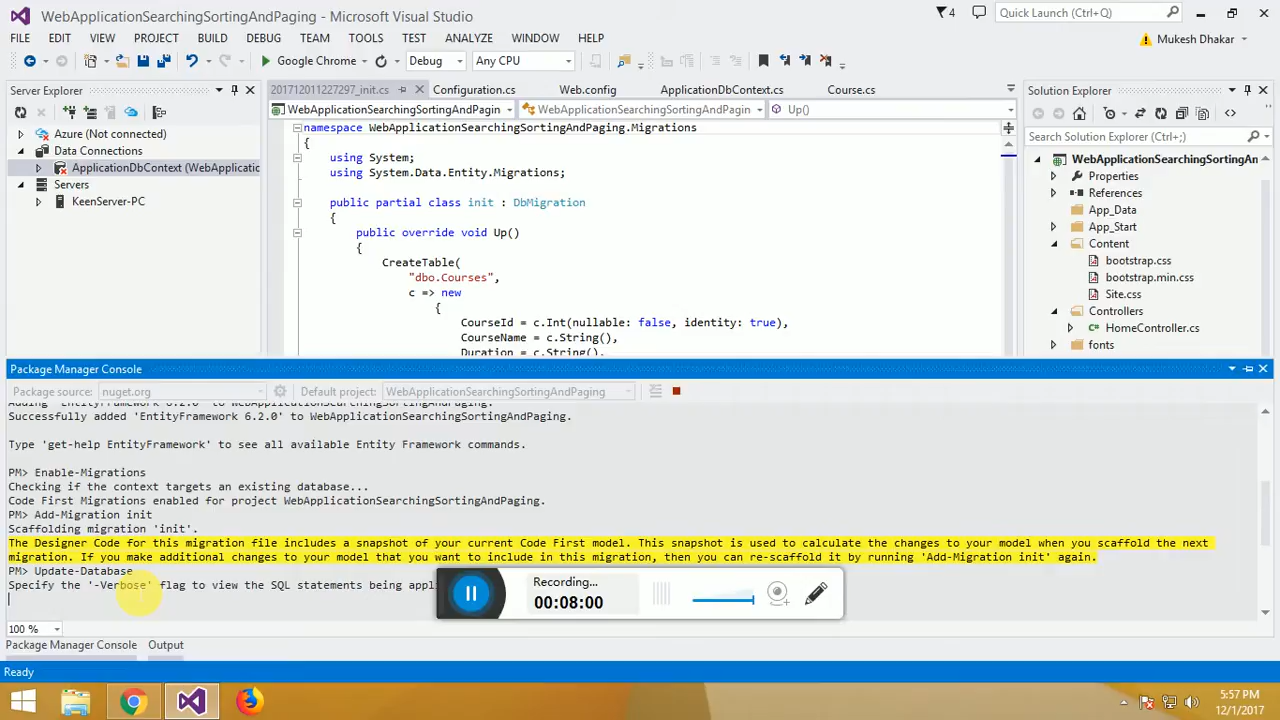 WebApplicationSearchingSortingAndPaging - Microsoft Visual Studio
4
Quick Launch (Ctrl+Q)
FILE EDIT VIEW PROJECT BUILD DEBUG TEAM TOOLS TEST ANALYZE WINDOW HELP
Mukesh Dhakar
Google Chrome
Debug
Any CPU
Server Explorer
Azure (Not connected)
Data Connections
ApplicationDbContext (WebApplicatic
Servers
KeenServer-PC
201712011227297_init.cs
Configuration.cs
Web.config
ApplicationDbContext.cs
Course.cs
WebApplicationSearchingSortingAndPagin
WebApplicationSearchingSortingAndPaging.
Up()
namespace WebApplicationSearchingSortingAndPaging.Migrations
{
using System;
using System.Data.Entity.Migrations;
public partial class init : DbMigration
{
public override void Up()
{
CreateTable(
"dbo.Courses",
c => new
{
CourseId = c.Int(nullable: false, identity: true),
CourseName = c.String(),
Duration = c.String(),
Solution Explorer
Search Solution Explorer (Ctrl+;)
WebApplicationSearchingSortingAn
Properties
References
App_Data
App_Start
Content
bootstrap.css
bootstrap.min.css
Site.css
Controllers
HomeController.cs
fonts
Package Manager Console
Package source: nuget.org
Default project: WebApplicationSearchingSortingAndPaging
Adding 'EntityFramework 6.2.0' to WebApplicationSearchingSortingAndPaging.
Successfully added 'EntityFramework 6.2.0' to WebApplicationSearchingSortingAndPaging.
Type 'get-help EntityFramework' to see all available Entity Framework commands.
PM> Enable-Migrations
Checking if the context targets an existing database...
Code First Migrations enabled for project WebApplicationSearchingSortingAndPaging.
PM> Add-Migration init
Scaffolding migration 'init'.
The Designer Code for this migration file includes a snapshot of your current Code First model. This snapshot is used to calculate the changes to your model when you scaffold the next
migration. If you make additional changes to your model that you want to include in this migration, then you can re-scaffold it by running 'Add-Migration init' again.
PM> Update-Database
Specify the '-Verbose' flag to view the SQL statements being appli
Recording...
00:08:00
100 %
Package Manager Console
Output
Ready
5:57 PM
12/1/2017